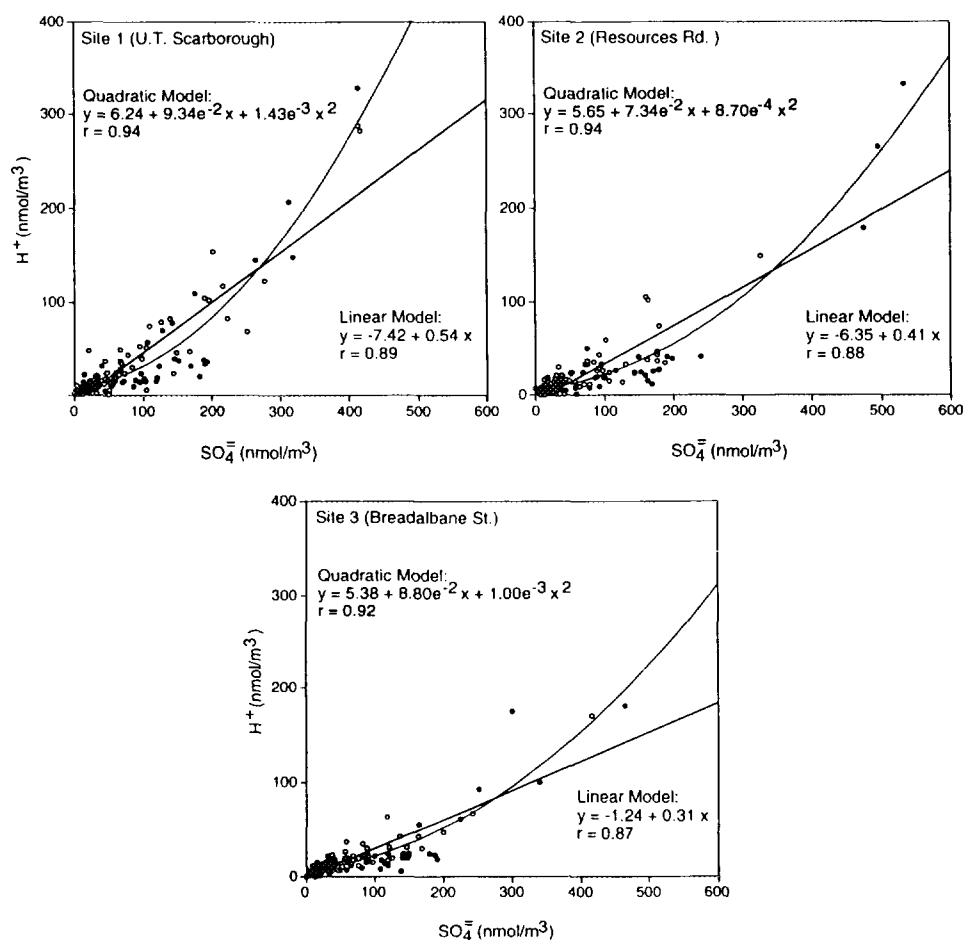 Site 1 (U.T. Scarborough)
Quadratic Model:
y = 6.24 + 9.34e⁻² x + 1.43e⁻³ x²
r = 0.94
Linear Model:
y = -7.42 + 0.54 x
r = 0.89
400
300
200
100
0
H⁺ (nmol/m³)
0 100 200 300 400 500 600
SO₄⁼ (nmol/m³)
Site 2 (Resources Rd. )
Quadratic Model:
y = 5.65 + 7.34e⁻² x + 8.70e⁻⁴ x²
r = 0.94
Linear Model:
y = -6.35 + 0.41 x
r = 0.88
400
300
200
100
0
0 100 200 300 400 500 600
SO₄⁼ (nmol/m³)
Site 3 (Breadalbane St.)
Quadratic Model:
y = 5.38 + 8.80e⁻² x + 1.00e⁻³ x²
r = 0.92
Linear Model:
y = -1.24 + 0.31 x
r = 0.87
400
300
200
100
0
H⁺ (nmol/m³)
0 100 200 300 400 500 600
SO₄⁼ (nmol/m³)